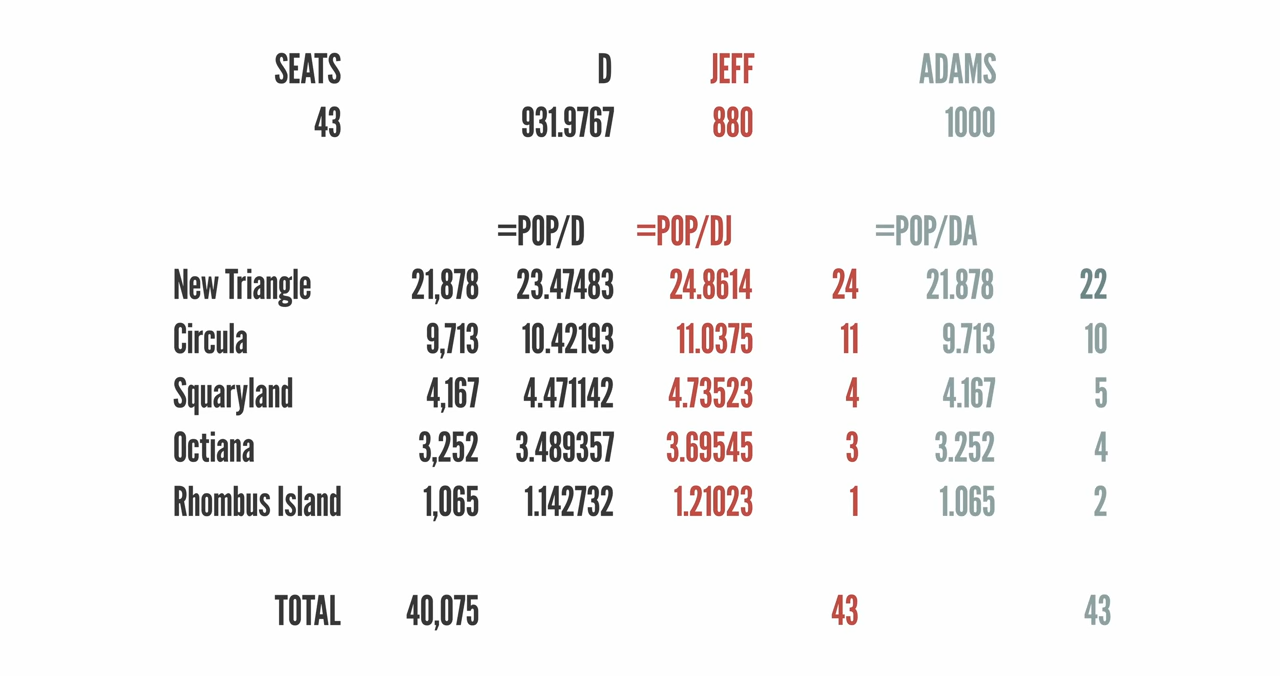 SEATS D JEFF ADAMS
43 931.9767 880 1000
=POP/D =POP/DJ =POP/DA
New Triangle 21,878 23.47483 24.8614 24 21.878 22
Circula 9,713 10.42193 11.0375 11 9.713 10
Squaryland 4,167 4.471142 4.73523 4 4.167 5
Octiana 3,252 3.489357 3.69545 3 3.252 4
Rhombus Island 1,065 1.142732 1.21023 1 1.065 2
TOTAL 40,075 43 43